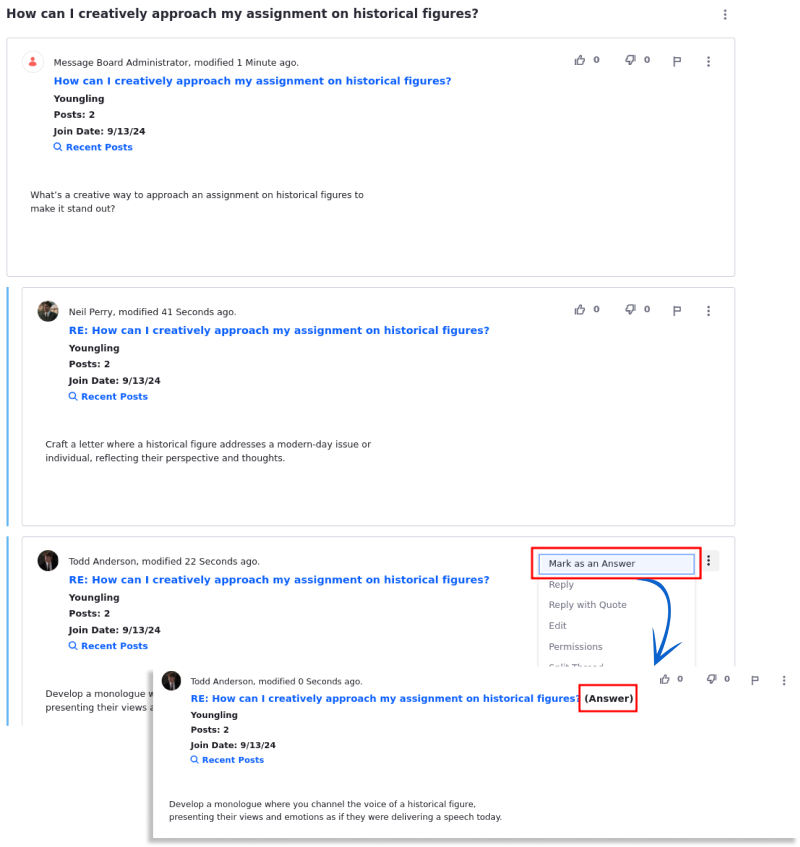 How can I creatively approach my assignment on historical figures?
Message Board Administrator, modified 1 Minute ago.
0
0
How can I creatively approach my assignment on historical figures?
Youngling
Posts: 2
Join Date: 9/13/24
Recent Posts
What's a creative way to approach an assignment on historical figures to
make it stand out?
Neil Perry, modified 41 Seconds ago.
0
0
RE: How can I creatively approach my assignment on historical figures?
Youngling
Posts: 2
Join Date: 9/13/24
Recent Posts
Craft a letter where a historical figure addresses a modern-day issue or
individual, reflecting their perspective and thoughts.
Todd Anderson, modified 22 Seconds ago.
RE: How can I creatively approach my assignment on historical figures?
Youngling
Posts: 2
Join Date: 9/13/24
Recent Posts
Mark as an Answer
Reply
Reply with Quote
Edit
Permissions
Split Thread
Develop a monologue w
presenting their views a
Todd Anderson, modified 0 Seconds ago.
0
0
RE: How can I creatively approach my assignment on historical figures? (Answer)
Youngling
Posts: 2
Join Date: 9/13/24
Recent Posts
Develop a monologue where you channel the voice of a historical figure,
presenting their views and emotions as if they were delivering a speech today.